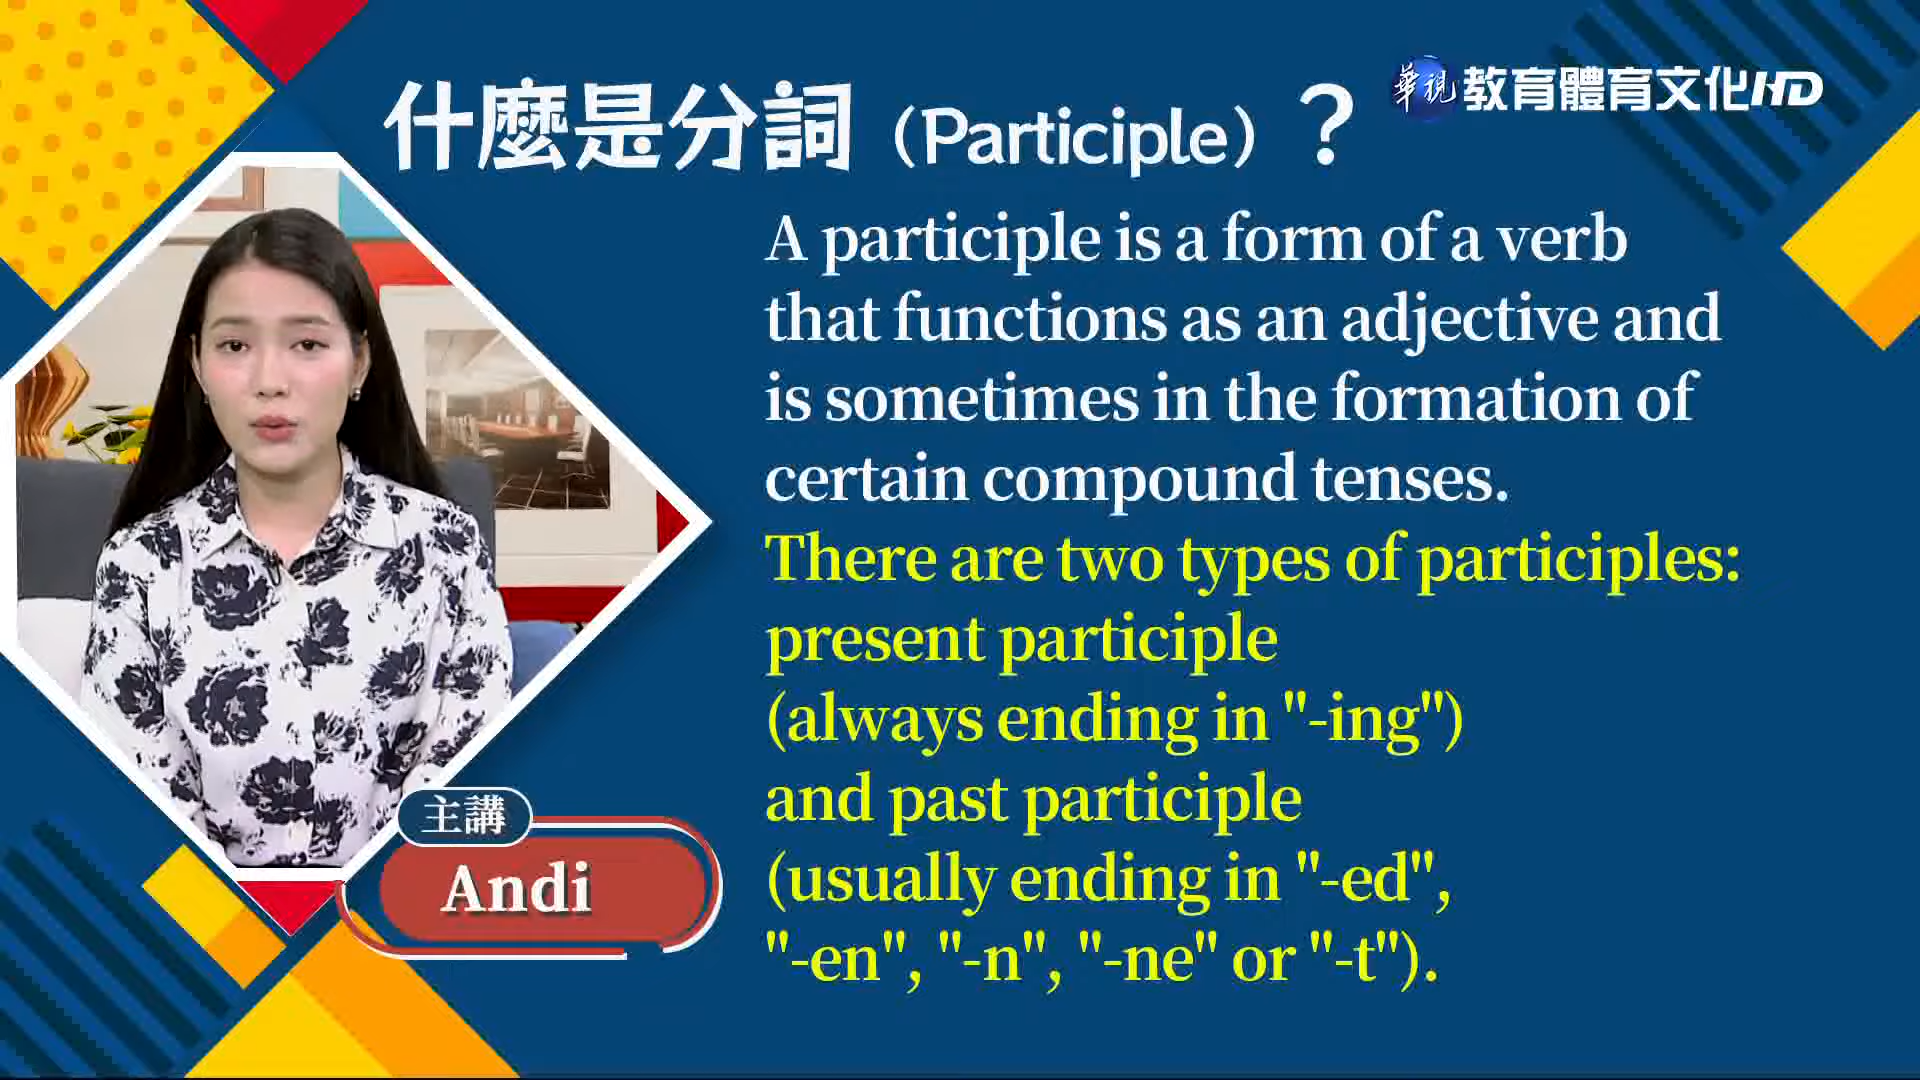 什麼是分詞（Participle）？
華視 教育體育文化HD
A participle is a form of a verb
that functions as an adjective and
is sometimes in the formation of
certain compound tenses.
There are two types of participles:
present participle
(always ending in "-ing")
and past participle
(usually ending in "-ed",
"-en", "-n", "-ne" or "-t").
主講
Andi